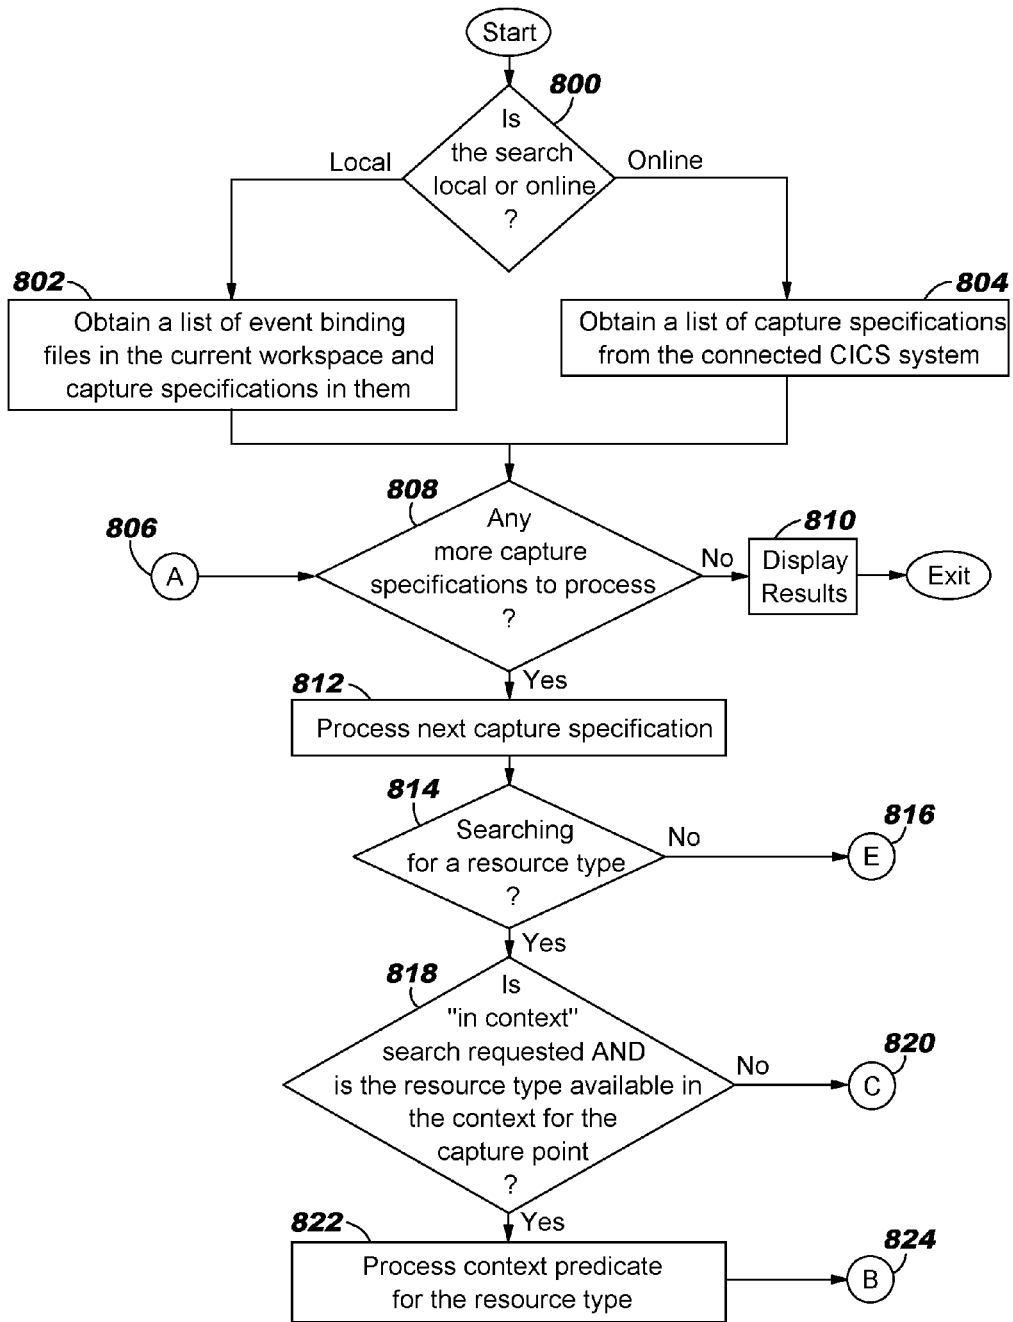 Start
800
Is
the search
local or online
?
Local
Online
802
Obtain a list of event binding
files in the current workspace and
capture specifications in them
804
Obtain a list of capture specifications
from the connected CICS system
806
A
808
Any
more capture
specifications to process
?
No
810
Display
Results
Exit
Yes
812
Process next capture specification
814
Searching
for a resource type
?
No
816
E
Yes
818
Is
"in context"
search requested AND
is the resource type available in
the context for the
capture point
?
No
820
C
Yes
822
Process context predicate
for the resource type
824
B